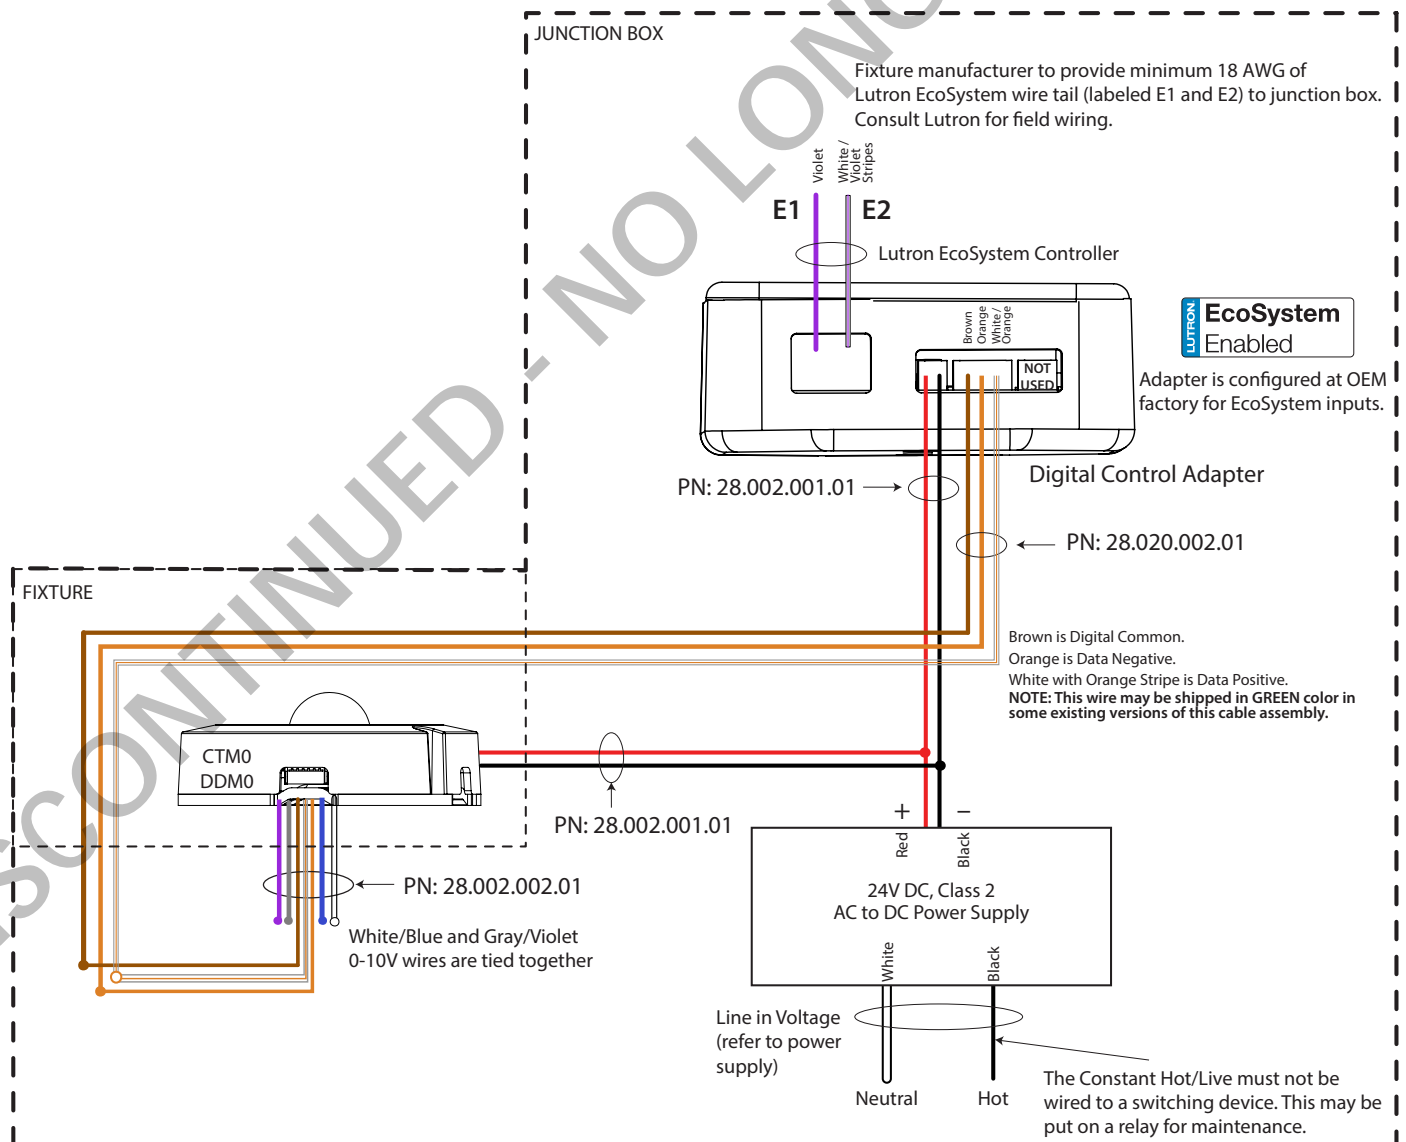 JUNCTION BOX
Fixture manufacturer to provide minimum 18 AWG of
Lutron EcoSystem wire tail (labeled E1 and E2) to junction box.
Consult Lutron for field wiring.
Violet
White /
Violet
Stripes
E1
E2
Lutron EcoSystem Controller
Brown
Orange
White /
Orange
NOT
USED
LUTRON
EcoSystem
Enabled
Adapter is configured at OEM
factory for EcoSystem inputs.
Digital Control Adapter
PN: 28.002.001.01
PN: 28.020.002.01
FIXTURE
Brown is Digital Common.
Orange is Data Negative.
White with Orange Stripe is Data Positive.
NOTE: This wire may be shipped in GREEN color in
some existing versions of this cable assembly.
CTM0
DDM0
PN: 28.002.001.01
+
–
Red
Black
24V DC, Class 2
AC to DC Power Supply
White
Black
PN: 28.002.002.01
White/Blue and Gray/Violet
0-10V wires are tied together
Line in Voltage
(refer to power
supply)
Neutral
Hot
The Constant Hot/Live must not be
wired to a switching device. This may be
put on a relay for maintenance.
SCONTINUED - NO LONG